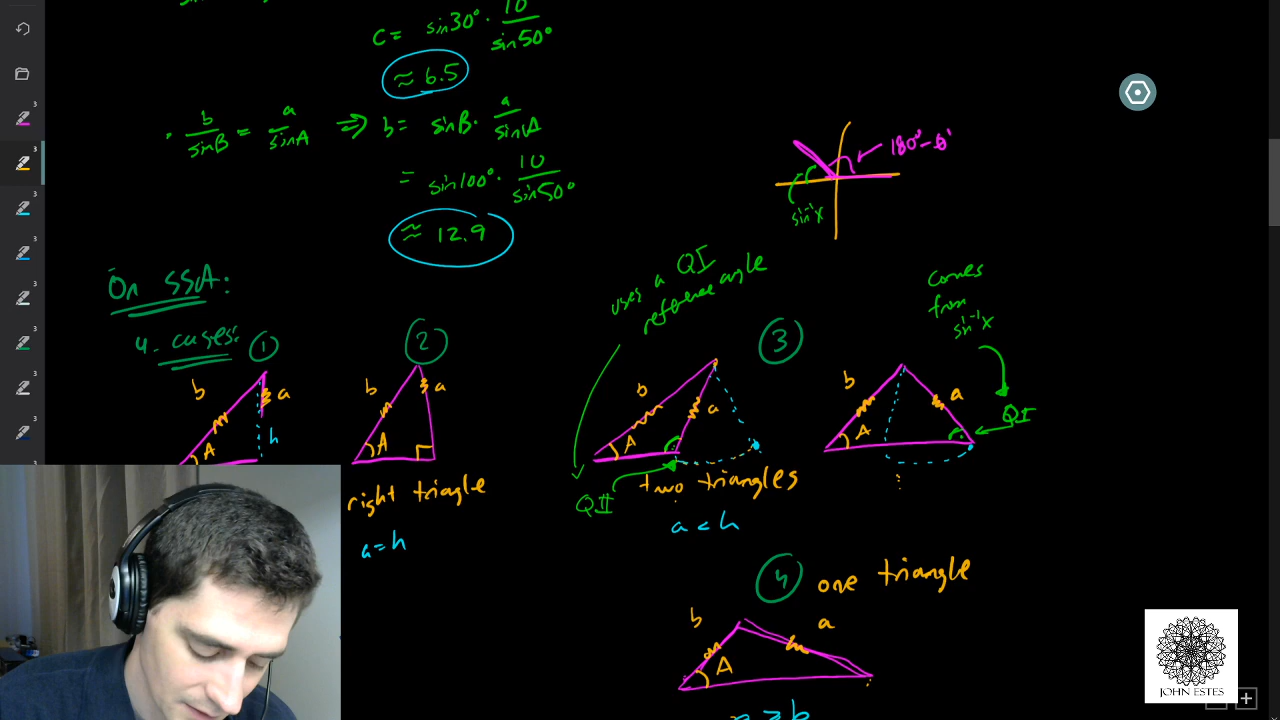 c = sin30° · 10/sin50°
≈ 6.5
· b/sinB = a/sinA ⇒ b = sinB · a/sinA
= sin100° · 10/sin50°
≈ 12.9
180° - θ'
sin⁻¹x
On SSA:
4 cases:
1
b
a
A
h
2
b
a
A
right triangle
a = h
uses a QI
reference angle
3
b
a
A
QII
two triangles
a < h
comes
from
sin⁻¹x
b
a
A
QI
4
one triangle
b
a
A
JOHN ESTES